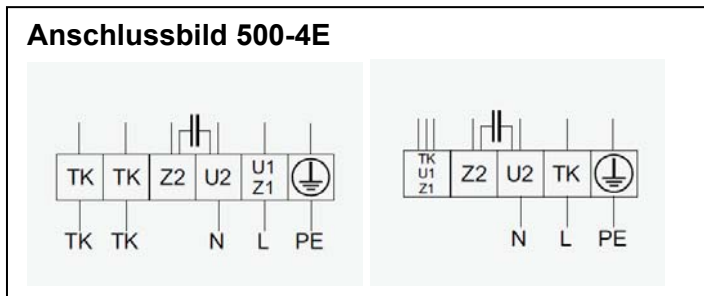 Anschlussbild 500-4E
TK TK Z2 U2 U1 Z1
TK TK N L PE
TK U1 Z1 Z2 U2 TK
N L PE